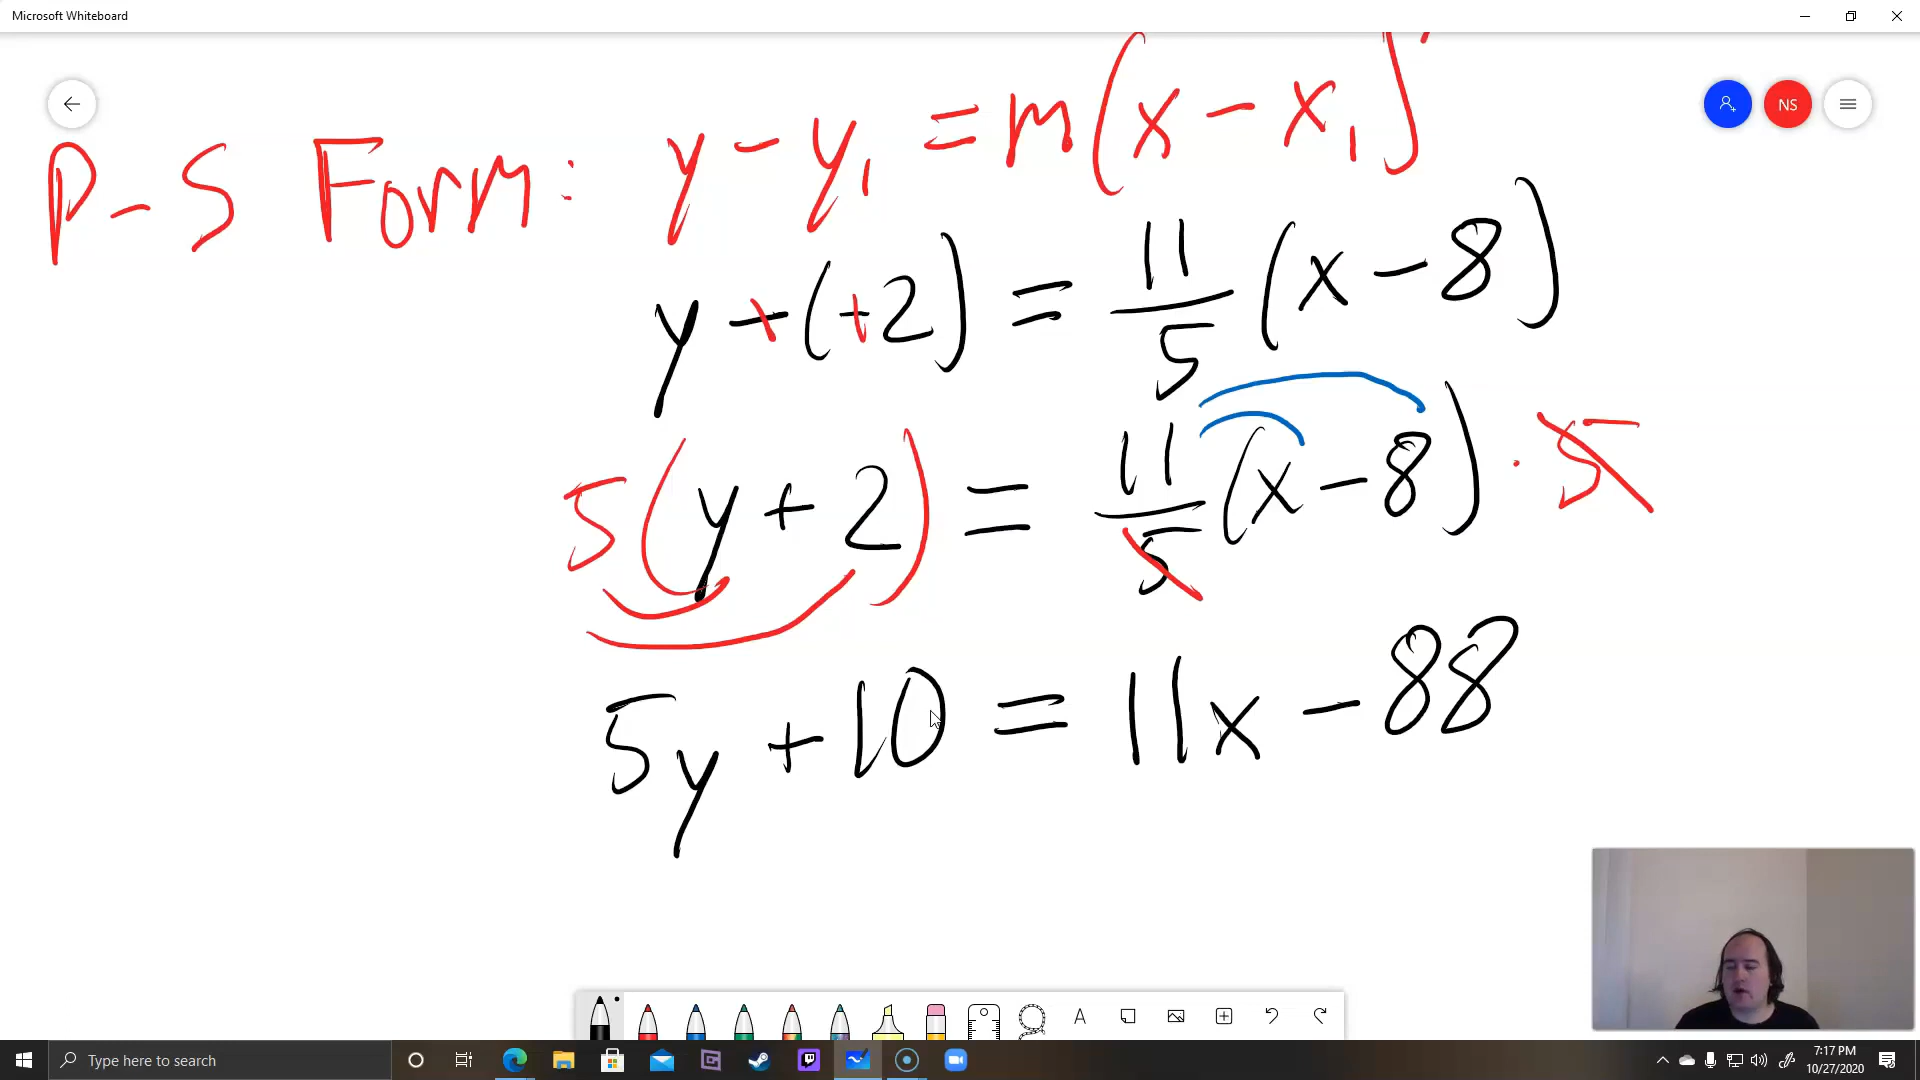 Microsoft Whiteboard
NS
P-S Form: y - y₁ = m(x - x₁)
y + (+2) = 11/5 (x - 8)
5(y + 2) = 11/5 (x - 8) · 5
5y + 10 = 11x - 88
A
Type here to search
7:17 PM
10/27/2020